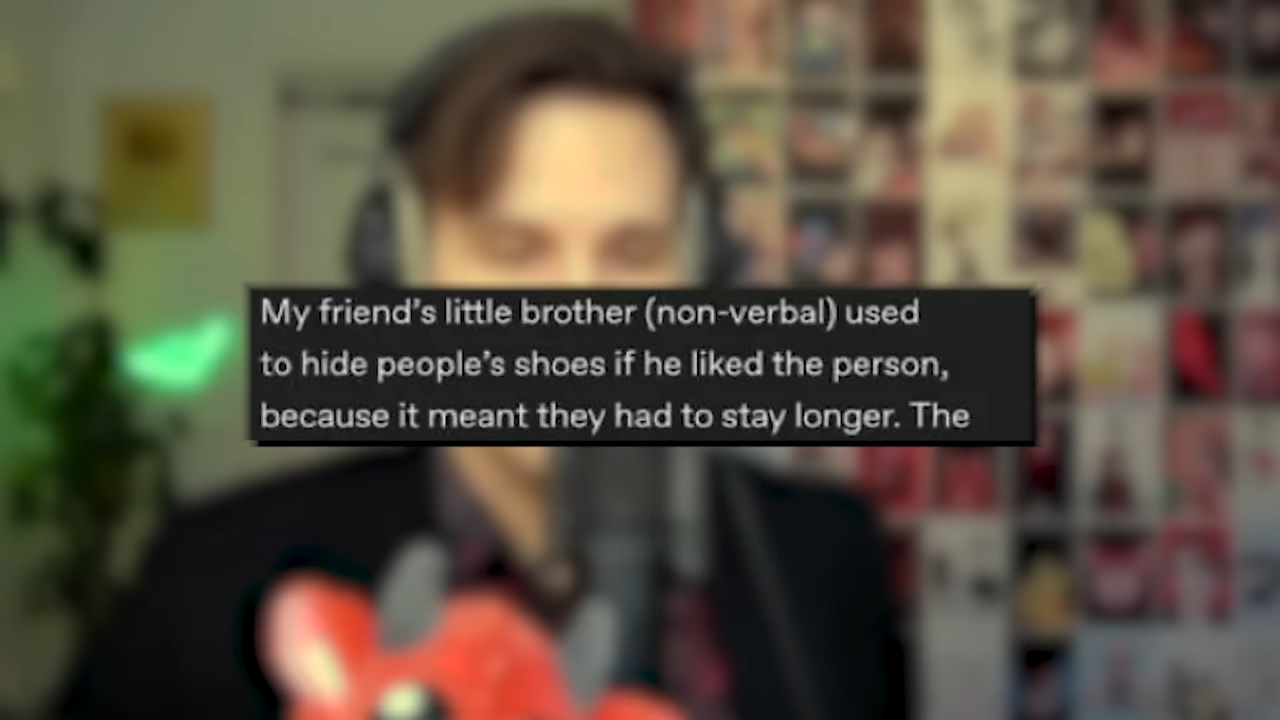 My friend’s little brother (non-verbal) used
to hide people’s shoes if he liked the person,
because it meant they had to stay longer. The